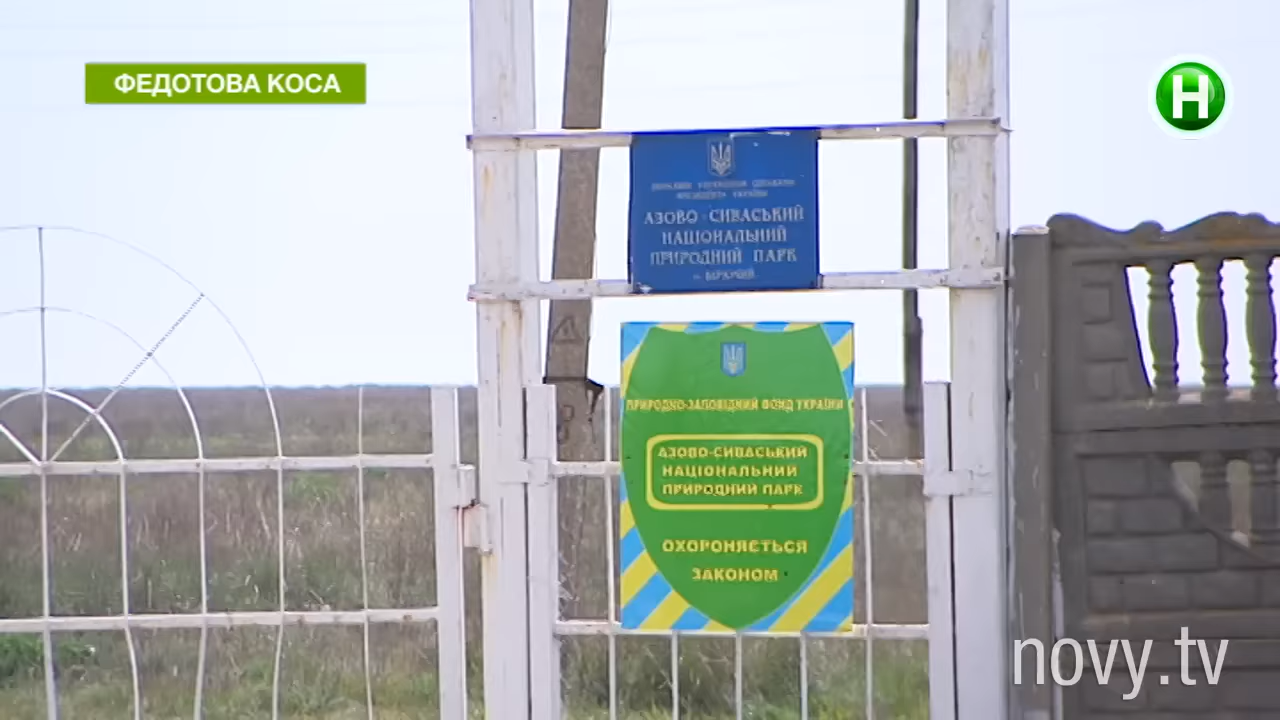 ФЕДОТОВА КОСА
Н
АЗОВО-СИВАСЬКИЙ
НАЦІОНАЛЬНИЙ
ПРИРОДНИЙ ПАРК
ПРИРОДНО-ЗАПОВІДНИЙ ФОНД УКРАЇНИ
АЗОВО-СИВАСЬКИЙ
НАЦІОНАЛЬНИЙ
ПРИРОДНИЙ ПАРК
ОХОРОНЯЄТЬСЯ
ЗАКОНОМ
novy.tv